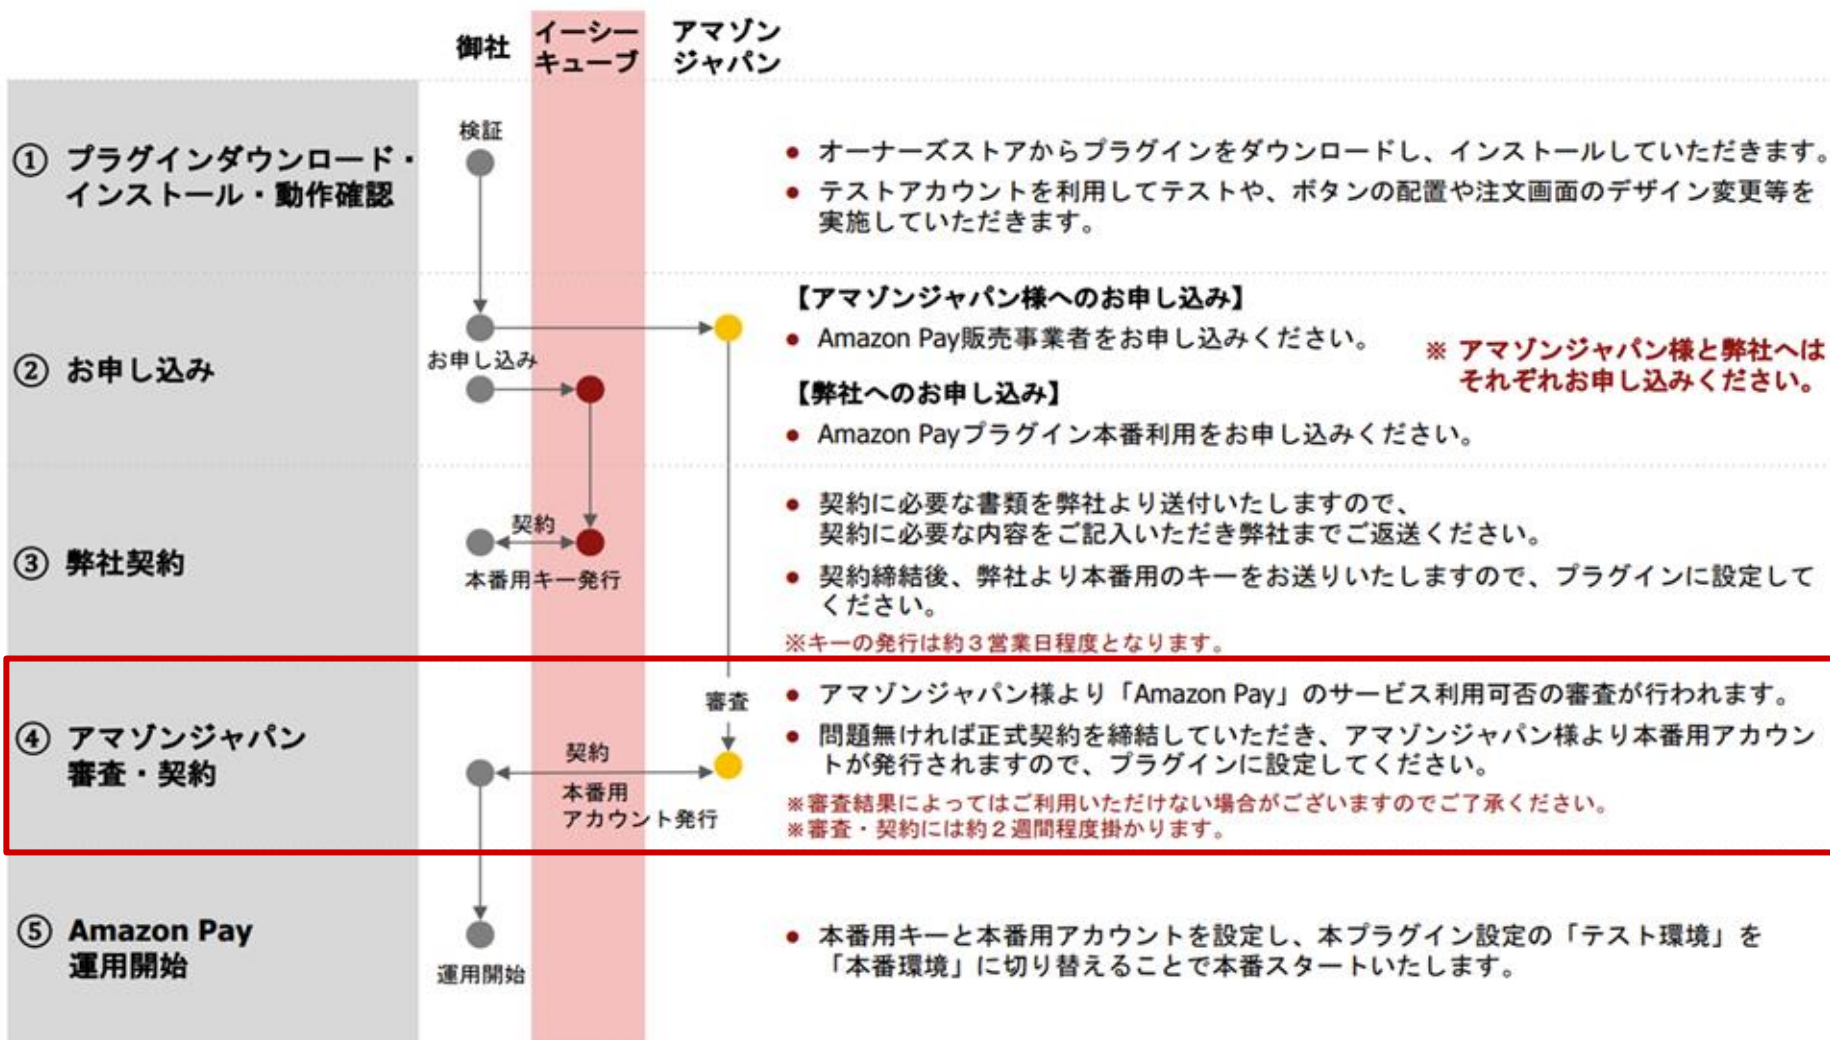 御社
イーシー
キューブ
アマゾン
ジャパン
① プラグインダウンロード・
インストール・動作確認
検証
● オーナーズストアからプラグインをダウンロードし、インストールしていただきます。
● テストアカウントを利用してテストや、ボタンの配置や注文画面のデザイン変更等を
実施していただきます。
② お申し込み
お申し込み
【アマゾンジャパン様へのお申し込み】
● Amazon Pay販売事業者をお申し込みください。
※ アマゾンジャパン様と弊社へは
それぞれお申し込みください。
【弊社へのお申し込み】
● Amazon Payプラグイン本番利用をお申し込みください。
③ 弊社契約
契約
本番用キー発行
● 契約に必要な書類を弊社より送付いたしますので、
契約に必要な内容をご記入いただき弊社までご返送ください。
● 契約締結後、弊社より本番用のキーをお送りいたしますので、プラグインに設定して
ください。
※キーの発行は約３営業日程度となります。
④ アマゾンジャパン
審査・契約
審査
契約
本番用
アカウント発行
● アマゾンジャパン様より「Amazon Pay」のサービス利用可否の審査が行われます。
● 問題無ければ正式契約を締結していただき、アマゾンジャパン様より本番用アカウン
トが発行されますので、プラグインに設定してください。
※審査結果によってはご利用いただけない場合がございますのでご了承ください。
※審査・契約には約２週間程度掛かります。
⑤ Amazon Pay
運用開始
運用開始
● 本番用キーと本番用アカウントを設定し、本プラグイン設定の「テスト環境」を
「本番環境」に切り替えることで本番スタートいたします。